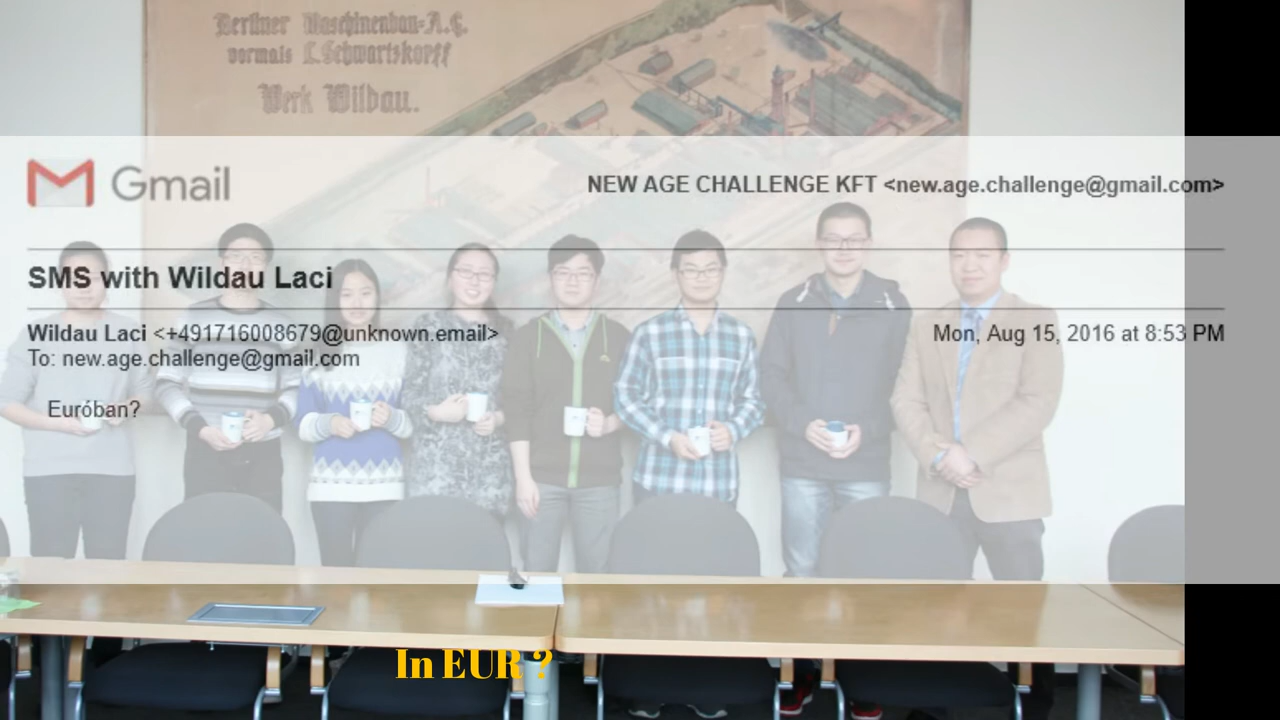 Berliner Maschinenbau-A.G.
vormals L. Schwartzkopff
Werk Wildau.
Gmail
NEW AGE CHALLENGE KFT <new.age.challenge@gmail.com>
SMS with Wildau Laci
Wildau Laci <+491716008679@unknown.email>
Mon, Aug 15, 2016 at 8:53 PM
To: new.age.challenge@gmail.com
Euróban?
In EUR ?